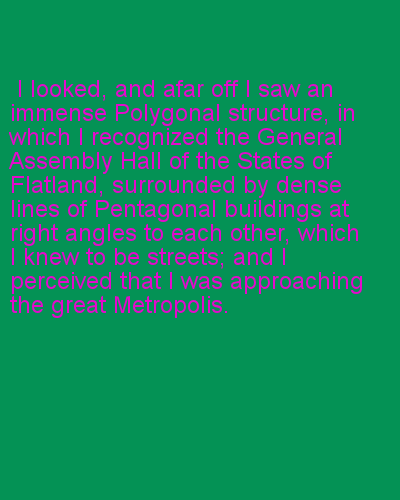 I looked, and afar off I saw an
immense Polygonal structure, in
which I recognized the General
Assembly Hall of the States of
Flatland, surrounded by dense
lines of Pentagonal buildings at
right angles to each other, which
I knew to be streets; and I
perceived that I was approaching
the great Metropolis.